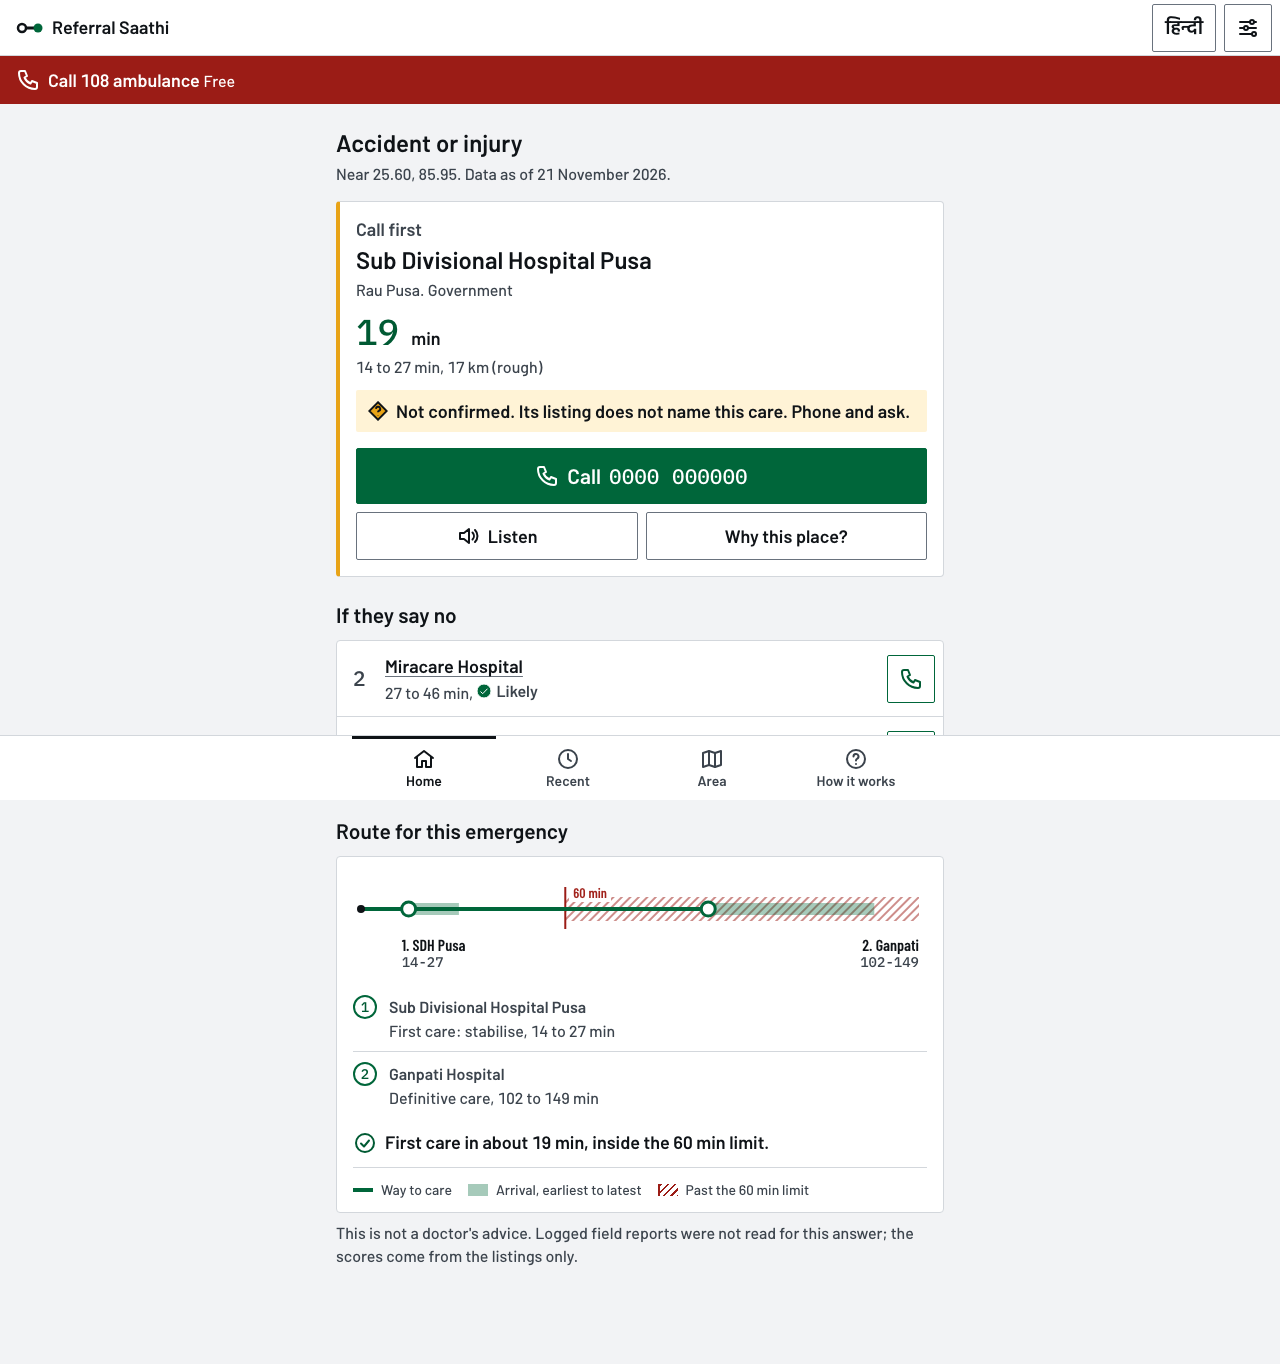 Referral Saathi
हिन्दी
Call 108 ambulance Free
Accident or injury
Near 25.60, 85.95. Data as of 21 November 2026.
Call first
Sub Divisional Hospital Pusa
Rau Pusa. Government
19 min
14 to 27 min, 17 km (rough)
Not confirmed. Its listing does not name this care. Phone and ask.
Call 0000 000000
Listen
Why this place?
If they say no
2
Miracare Hospital
27 to 46 min, Likely
Home
Recent
Area
How it works
Route for this emergency
60 min
1. SDH Pusa
14-27
2. Ganpati
102-149
1 Sub Divisional Hospital Pusa
First care: stabilise, 14 to 27 min
2 Ganpati Hospital
Definitive care, 102 to 149 min
First care in about 19 min, inside the 60 min limit.
Way to care
Arrival, earliest to latest
Past the 60 min limit
This is not a doctor's advice. Logged field reports were not read for this answer; the
scores come from the listings only.